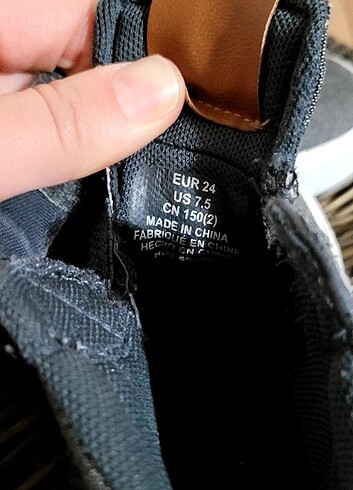 EUR 24
US 7.5
CN 150(2)
MADE IN CHINA
FABRIQUÉ EN CHINE
HECHO EN CHINA